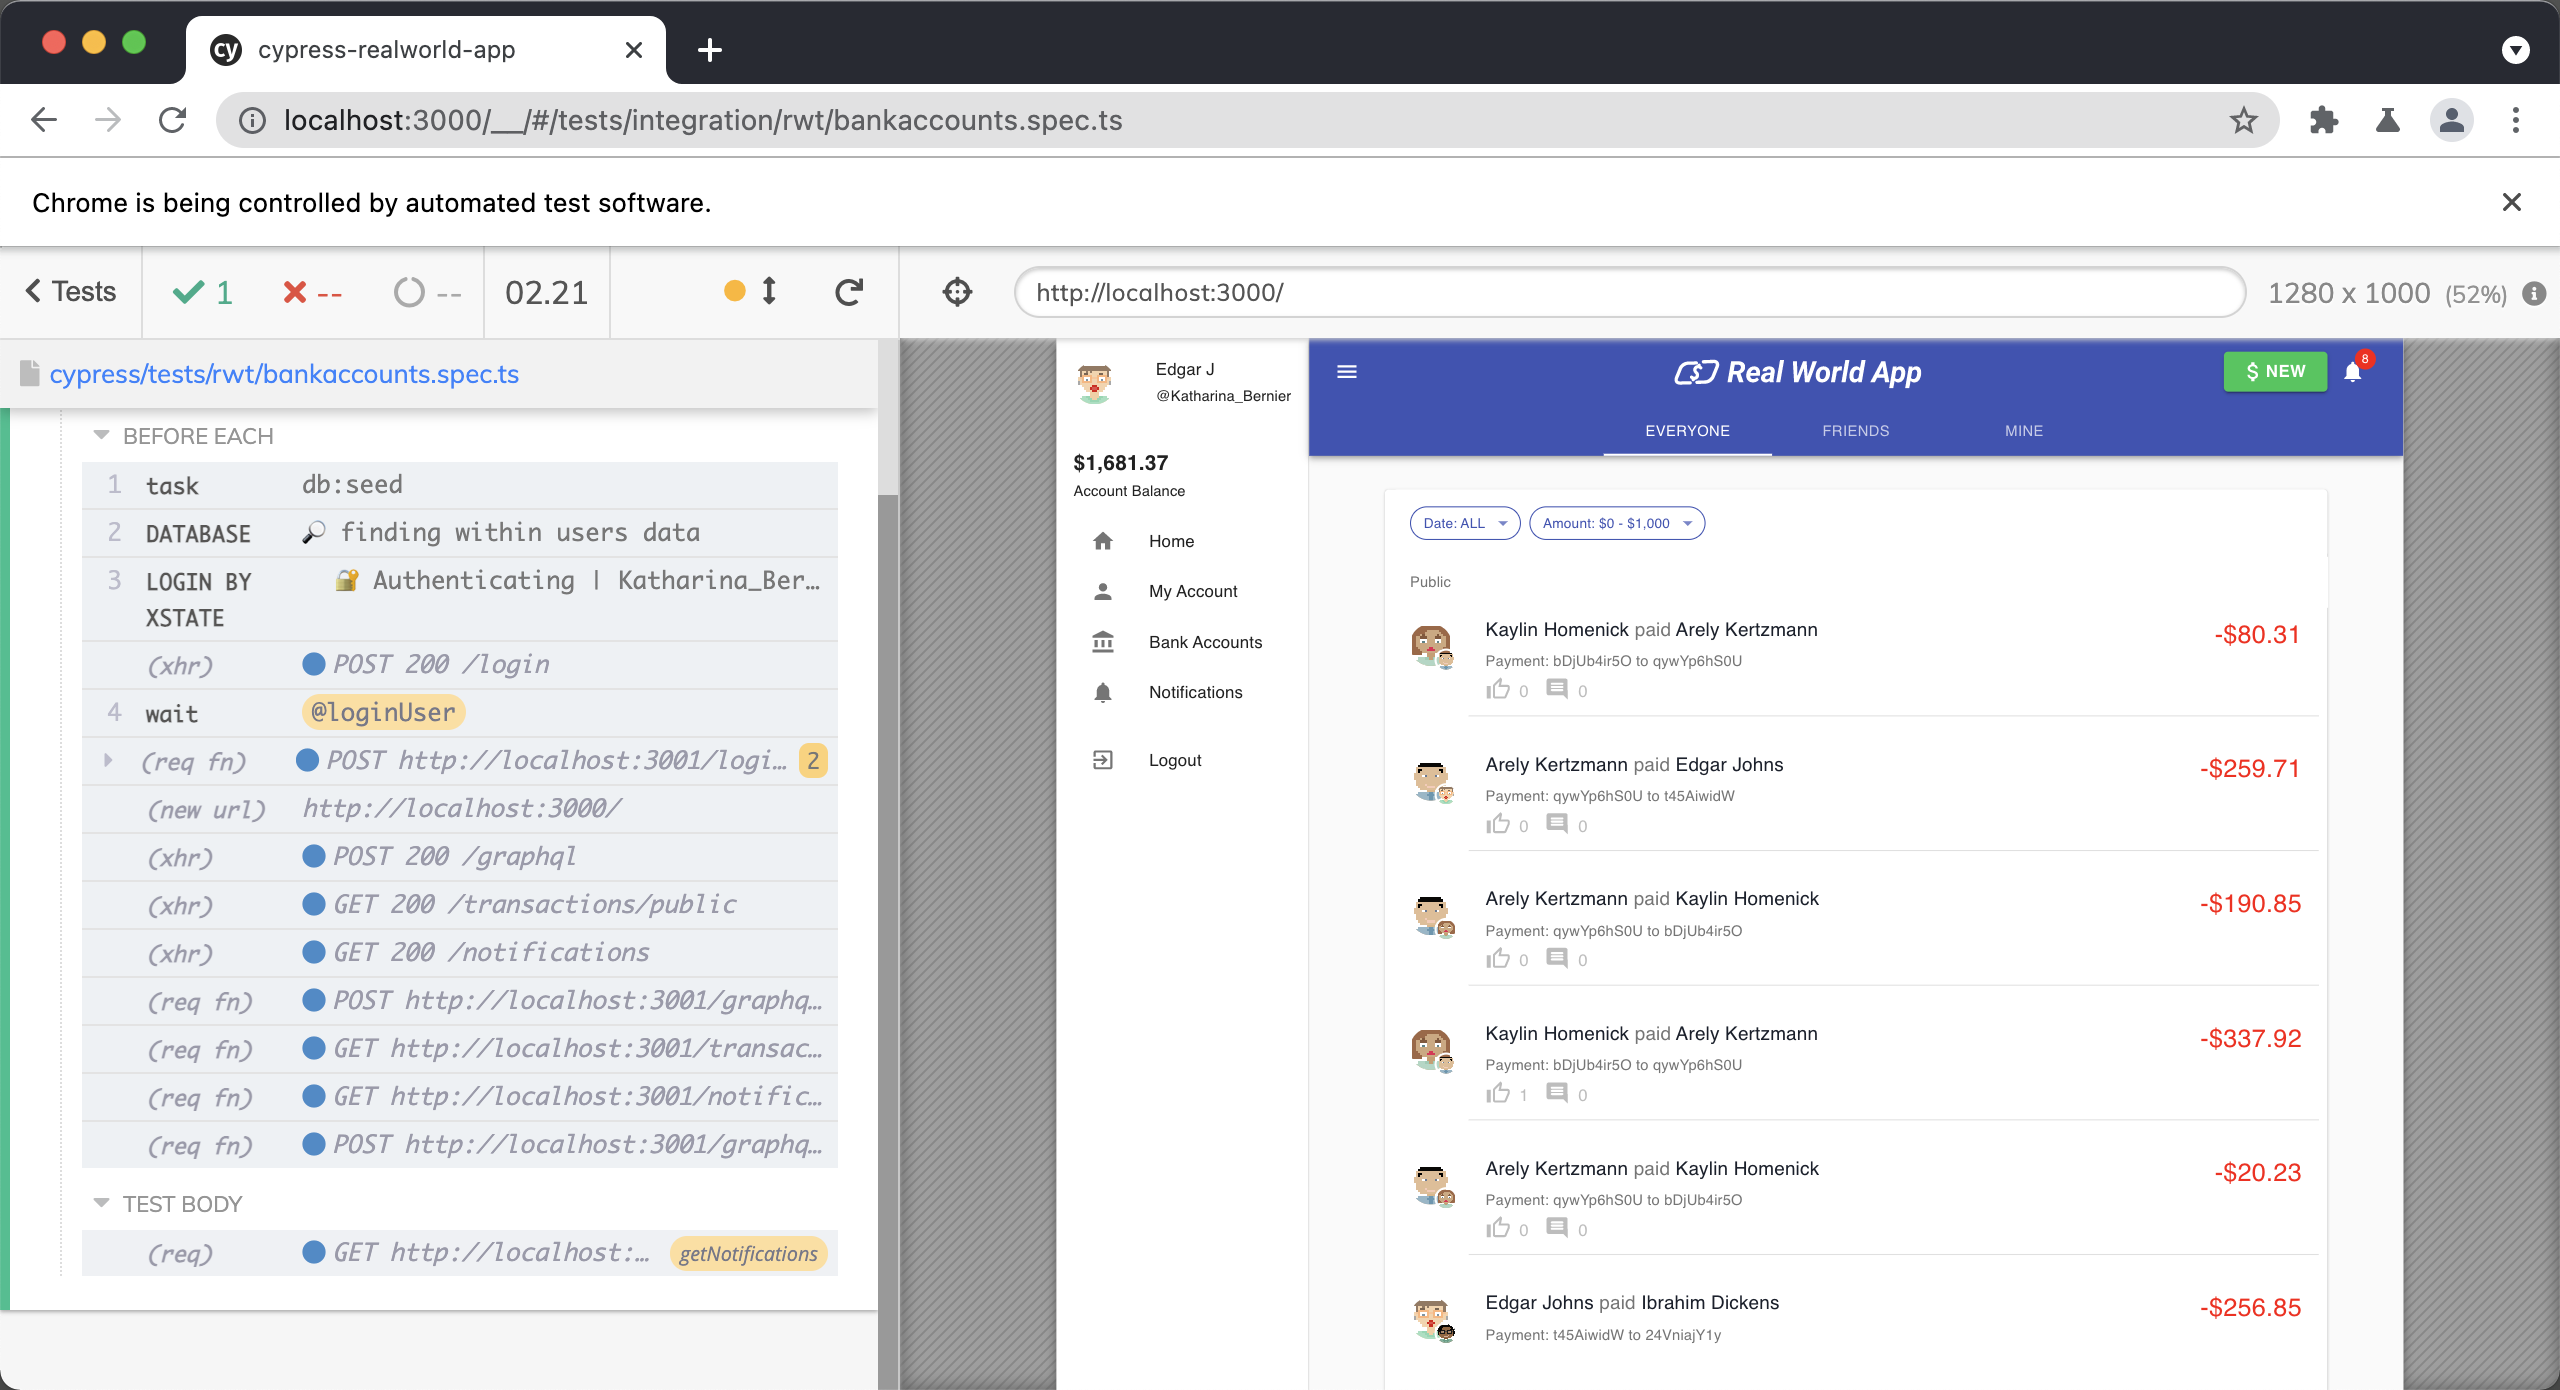 cy cypress-realworld-app
localhost:3000/__/#/tests/integration/rwt/bankaccounts.spec.ts
Chrome is being controlled by automated test software.
Tests
1
--
--
02.21
http://localhost:3000/
1280 x 1000 (52%)
cypress/tests/rwt/bankaccounts.spec.ts
BEFORE EACH
1 task db:seed
2 DATABASE 🔎 finding within users data
3 LOGIN BY XSTATE 🔐 Authenticating | Katharina_Ber…
(xhr) POST 200 /login
4 wait @loginUser
(req fn) POST http://localhost:3001/logi… 2
(new url) http://localhost:3000/
(xhr) POST 200 /graphql
(xhr) GET 200 /transactions/public
(xhr) GET 200 /notifications
(req fn) POST http://localhost:3001/graphq…
(req fn) GET http://localhost:3001/transac…
(req fn) GET http://localhost:3001/notific…
(req fn) POST http://localhost:3001/graphq…
TEST BODY
(req) GET http://localhost:… getNotifications
Edgar J
@Katharina_Bernier
$1,681.37
Account Balance
Home
My Account
Bank Accounts
Notifications
Logout
Real World App
$ NEW
8
EVERYONE
FRIENDS
MINE
Date: ALL
Amount: $0 - $1,000
Public
Kaylin Homenick paid Arely Kertzmann
-$80.31
Payment: bDjUb4ir5O to qywYp6hS0U
0 0
Arely Kertzmann paid Edgar Johns
-$259.71
Payment: qywYp6hS0U to t45AiwidW
0 0
Arely Kertzmann paid Kaylin Homenick
-$190.85
Payment: qywYp6hS0U to bDjUb4ir5O
0 0
Kaylin Homenick paid Arely Kertzmann
-$337.92
Payment: bDjUb4ir5O to qywYp6hS0U
1 0
Arely Kertzmann paid Kaylin Homenick
-$20.23
Payment: qywYp6hS0U to bDjUb4ir5O
0 0
Edgar Johns paid Ibrahim Dickens
-$256.85
Payment: t45AiwidW to 24VniajY1y